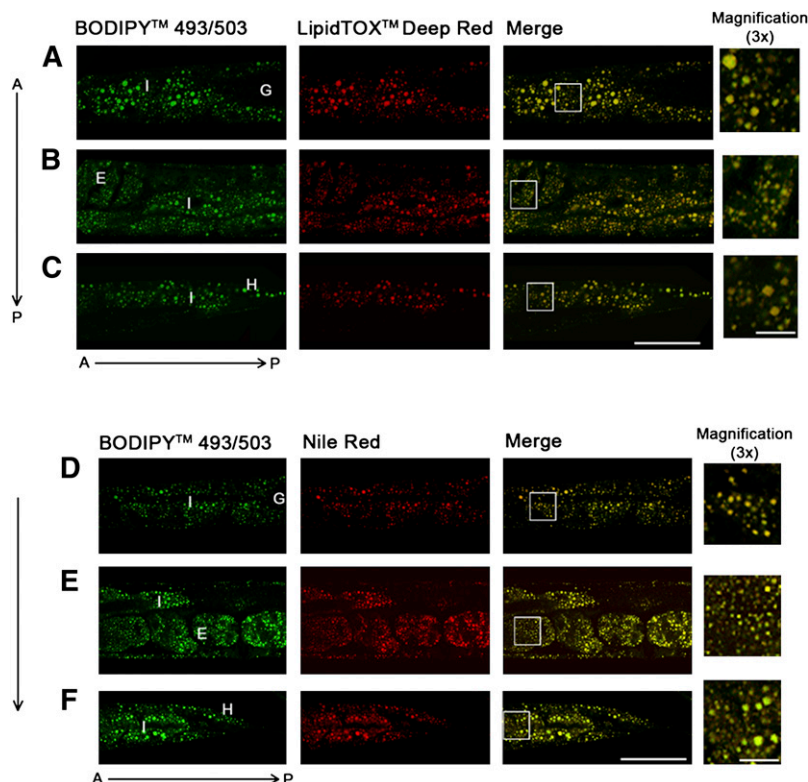 BODIPY™ 493/503 LipidTOX™ Deep Red Merge Magnification (3x)
A
A
I
G
B
E
I
C
H
I
P
A P
BODIPY™ 493/503 Nile Red Merge Magnification (3x)
D
I
G
E
I
E
F
H
I
A P